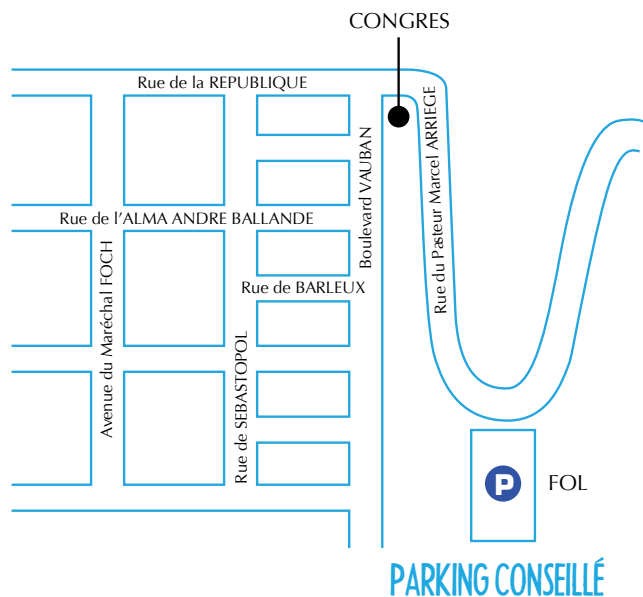 CONGRES
Rue de la REPUBLIQUE
Rue du Pasteur Marcel ARRIEGE
Boulevard VAUBAN
Rue de l'ALMA ANDRE BALLANDE
Avenue du Maréchal FOCH
Rue de BARLEUX
Rue de SEBASTOPOL
P
FOL
PARKING CONSEILLÉ